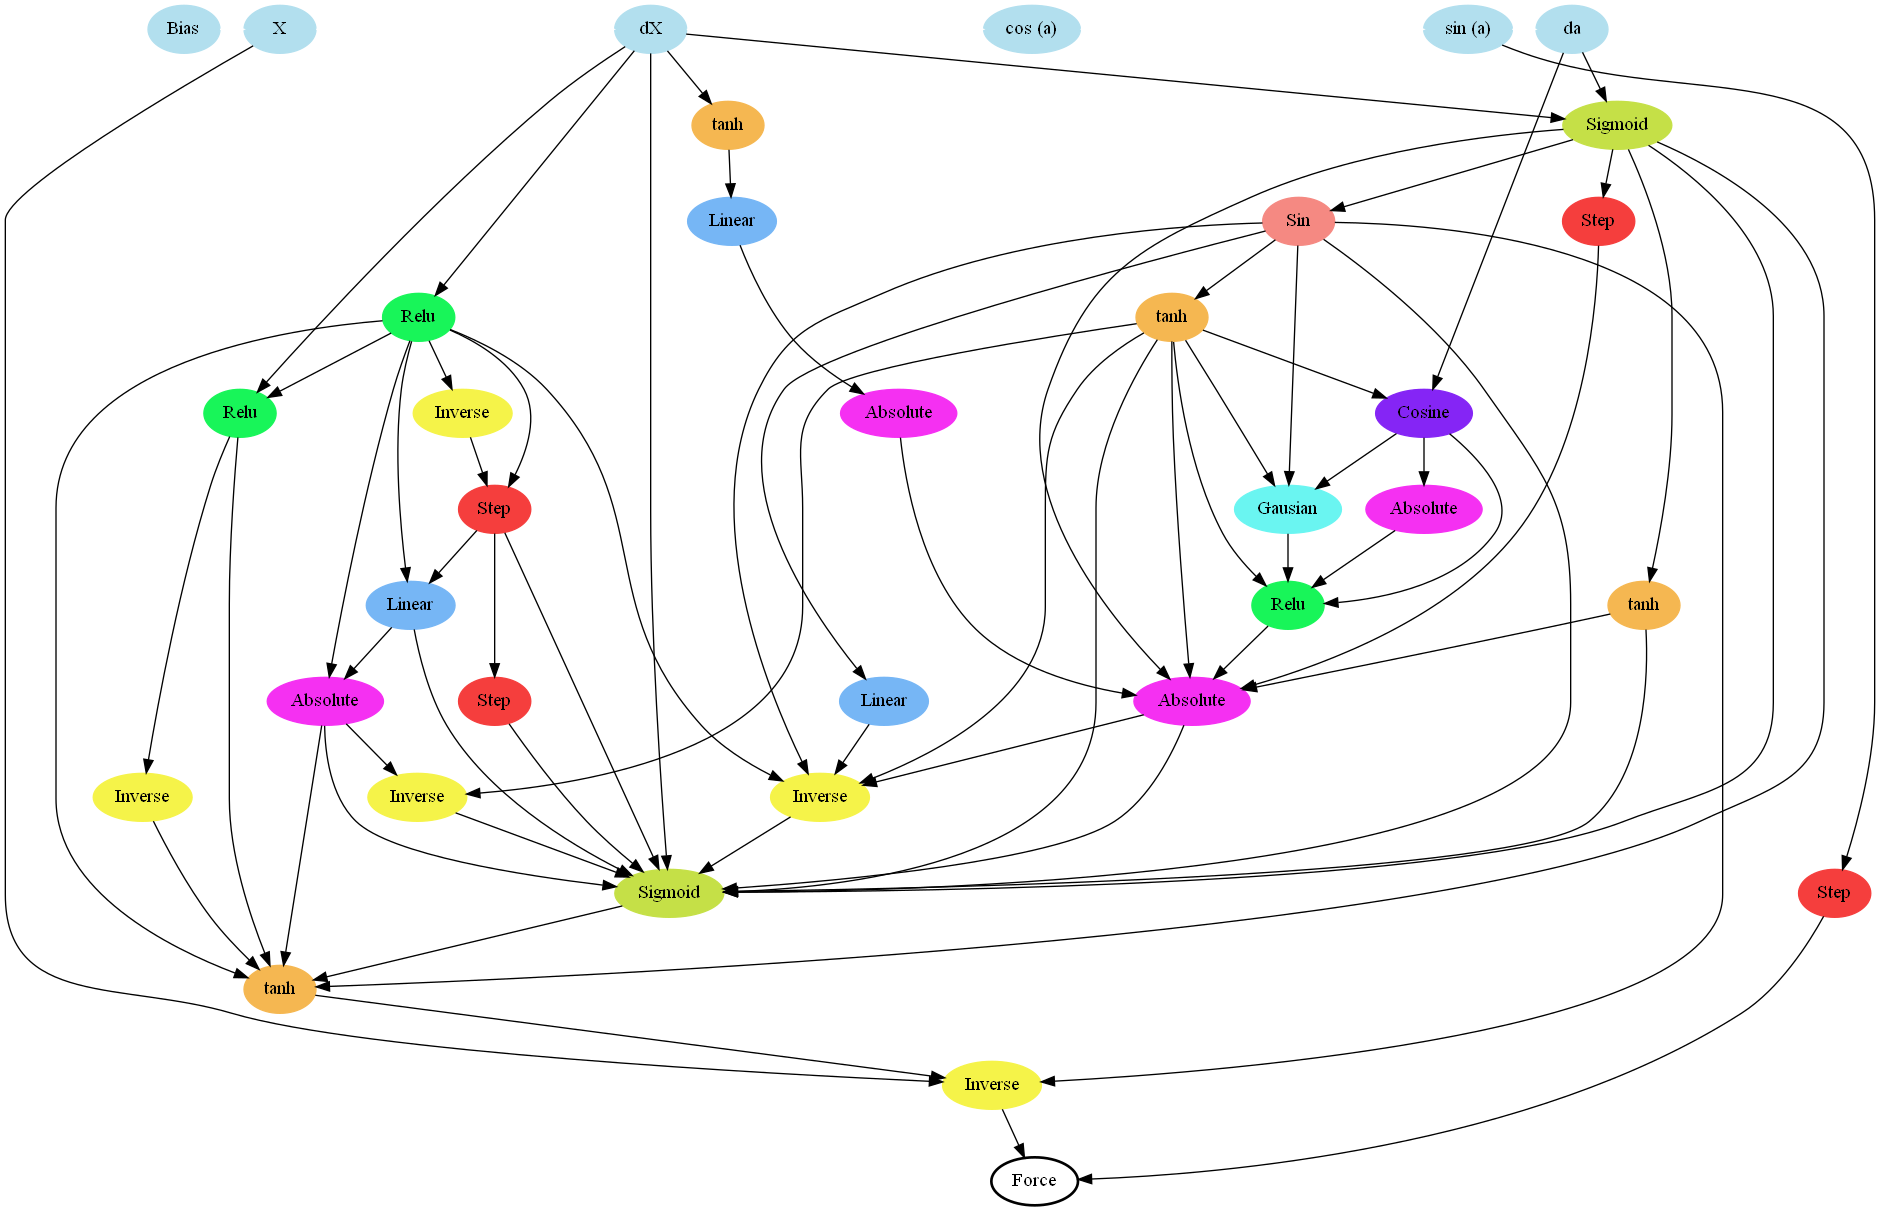 Bias
X
dX
cos (a)
sin (a)
da
tanh
Sigmoid
Linear
Sin
Step
Relu
tanh
Relu
Inverse
Absolute
Cosine
Step
Gausian
Absolute
Linear
Relu
tanh
Absolute
Step
Linear
Absolute
Inverse
Inverse
Inverse
Sigmoid
Step
tanh
Inverse
Force